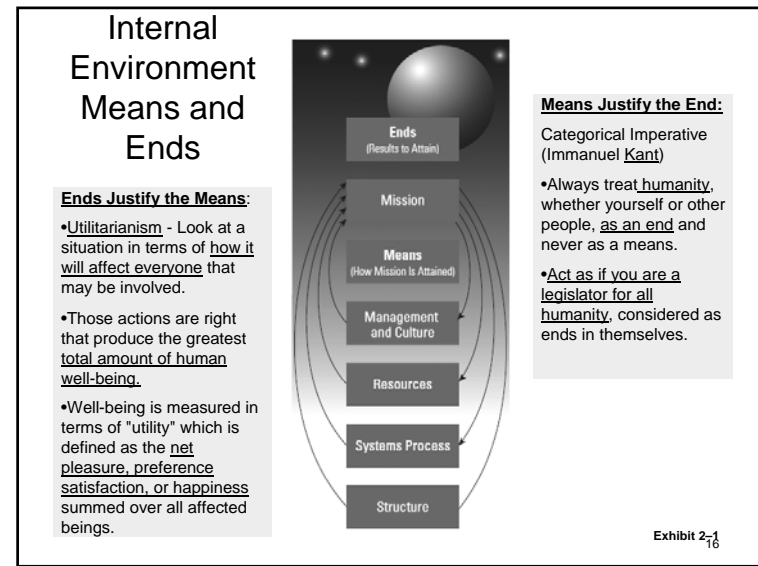 Internal
Environment
Means and
Ends
Ends Justify the Means:
•Utilitarianism - Look at a
situation in terms of how it
will affect everyone that
may be involved.
•Those actions are right
that produce the greatest
total amount of human
well-being.
•Well-being is measured in
terms of "utility" which is
defined as the net
pleasure, preference
satisfaction, or happiness
summed over all affected
beings.
Ends
(Results to Attain)
Mission
Means
(How Mission Is Attained)
Management
and Culture
Resources
Systems Process
Structure
Means Justify the End:
Categorical Imperative
(Immanuel Kant)
•Always treat humanity,
whether yourself or other
people, as an end and
never as a means.
•Act as if you are a
legislator for all
humanity, considered as
ends in themselves.
Exhibit 2–1
16